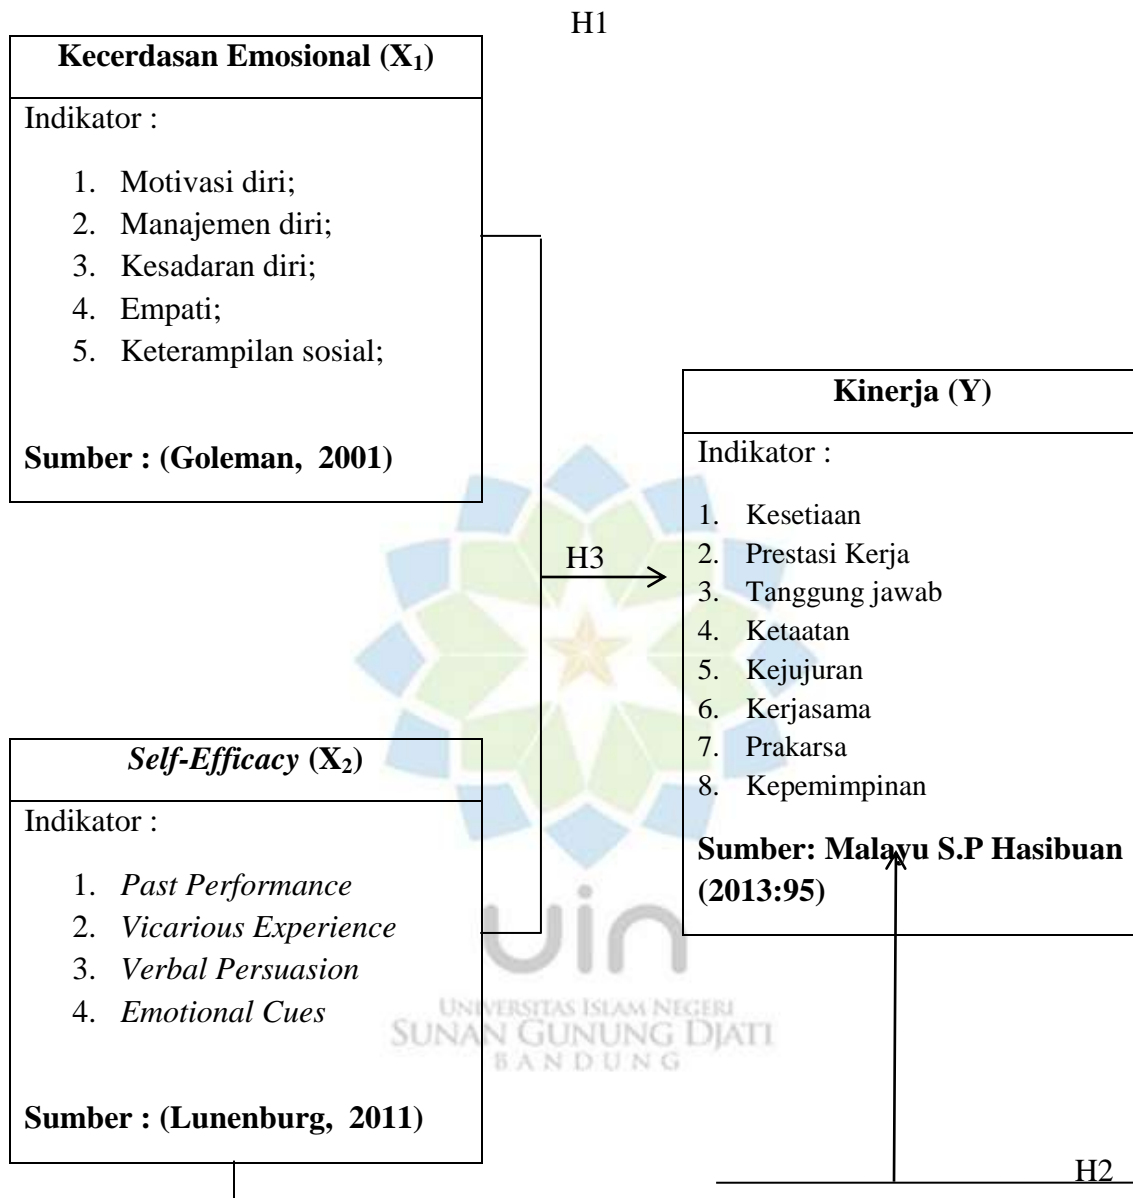 H1
Kecerdasan Emosional (X₁)
Indikator :
1. Motivasi diri;
2. Manajemen diri;
3. Kesadaran diri;
4. Empati;
5. Keterampilan sosial;
Sumber : (Goleman, 2001)
H3
Kinerja (Y)
Indikator :
1. Kesetiaan
2. Prestasi Kerja
3. Tanggung jawab
4. Ketaatan
5. Kejujuran
6. Kerjasama
7. Prakarsa
8. Kepemimpinan
Sumber: Malayu S.P Hasibuan
(2013:95)
Self-Efficacy (X₂)
Indikator :
1. Past Performance
2. Vicarious Experience
3. Verbal Persuasion
4. Emotional Cues
Sumber : (Lunenburg, 2011)
uin
UNIVERSITAS ISLAM NEGERI
SUNAN GUNUNG DJATI
BANDUNG
H2